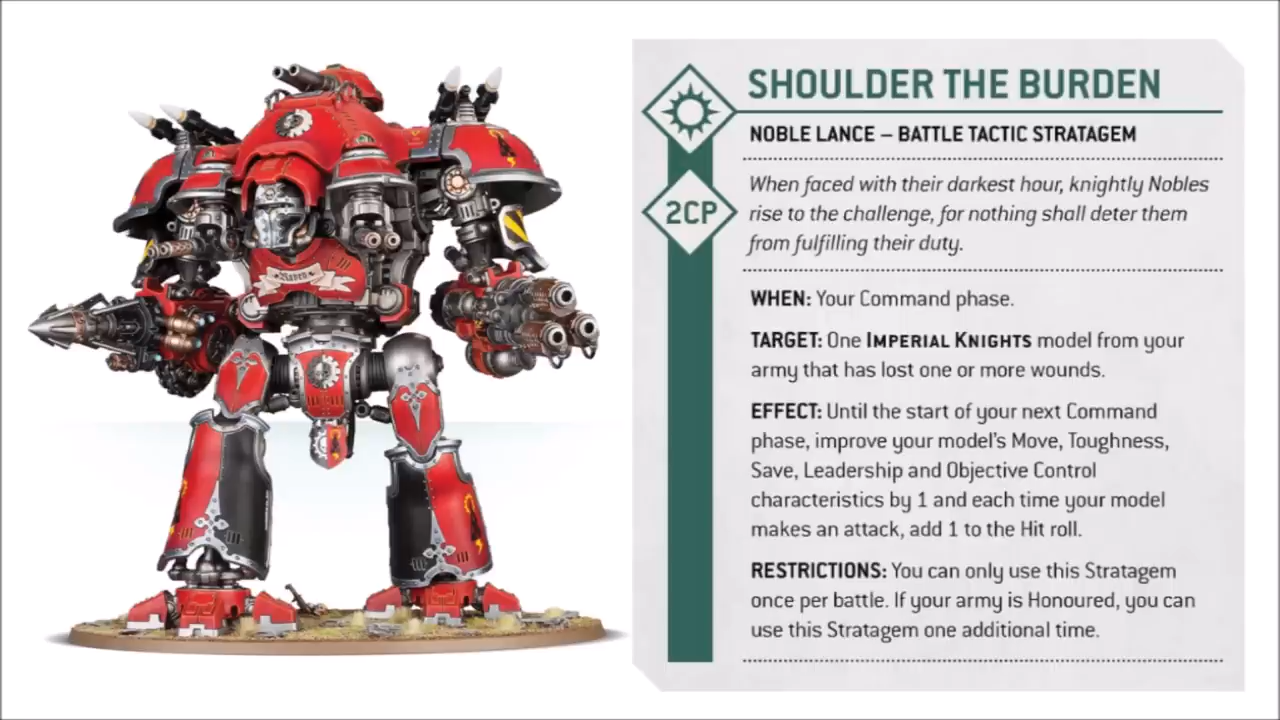 SHOULDER THE BURDEN
NOBLE LANCE – BATTLE TACTIC STRATAGEM
2CP
When faced with their darkest hour, knightly Nobles
rise to the challenge, for nothing shall deter them
from fulfilling their duty.
WHEN: Your Command phase.
TARGET: One IMPERIAL KNIGHTS model from your
army that has lost one or more wounds.
EFFECT: Until the start of your next Command
phase, improve your model's Move, Toughness,
Save, Leadership and Objective Control
characteristics by 1 and each time your model
makes an attack, add 1 to the Hit roll.
RESTRICTIONS: You can only use this Stratagem
once per battle. If your army is Honoured, you can
use this Stratagem one additional time.